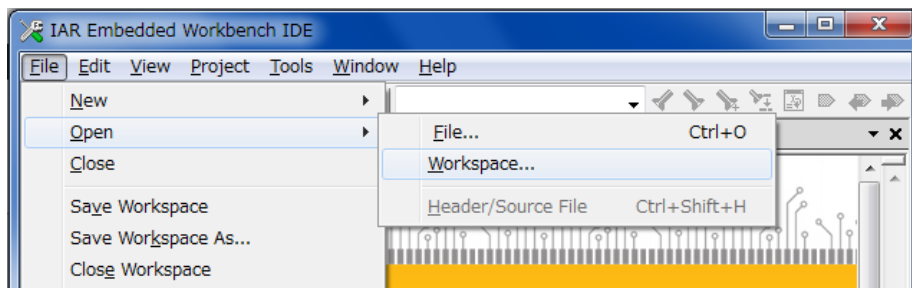 IAR Embedded Workbench IDE
File Edit View Project Tools Window Help
New
Open
File... Ctrl+O
Close
Workspace...
Header/Source File Ctrl+Shift+H
Save Workspace
Save Workspace As...
Close Workspace